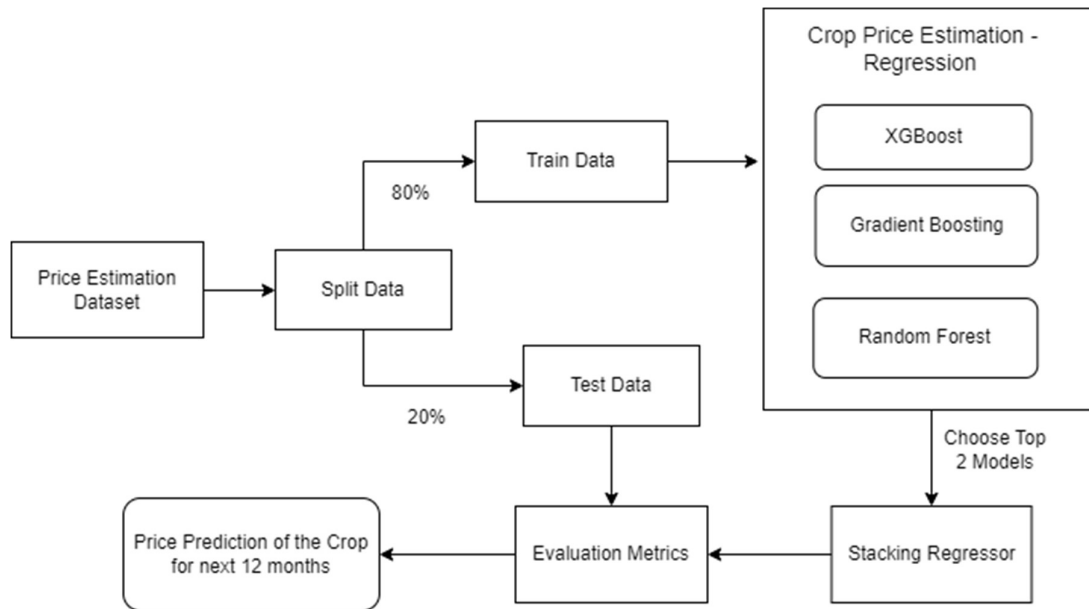 Crop Price Estimation -
Regression
XGBoost
Train Data
80%
Gradient Boosting
Price Estimation
Dataset
Split Data
Random Forest
Test Data
20%
Choose Top
2 Models
Price Prediction of the Crop
for next 12 months
Evaluation Metrics
Stacking Regressor